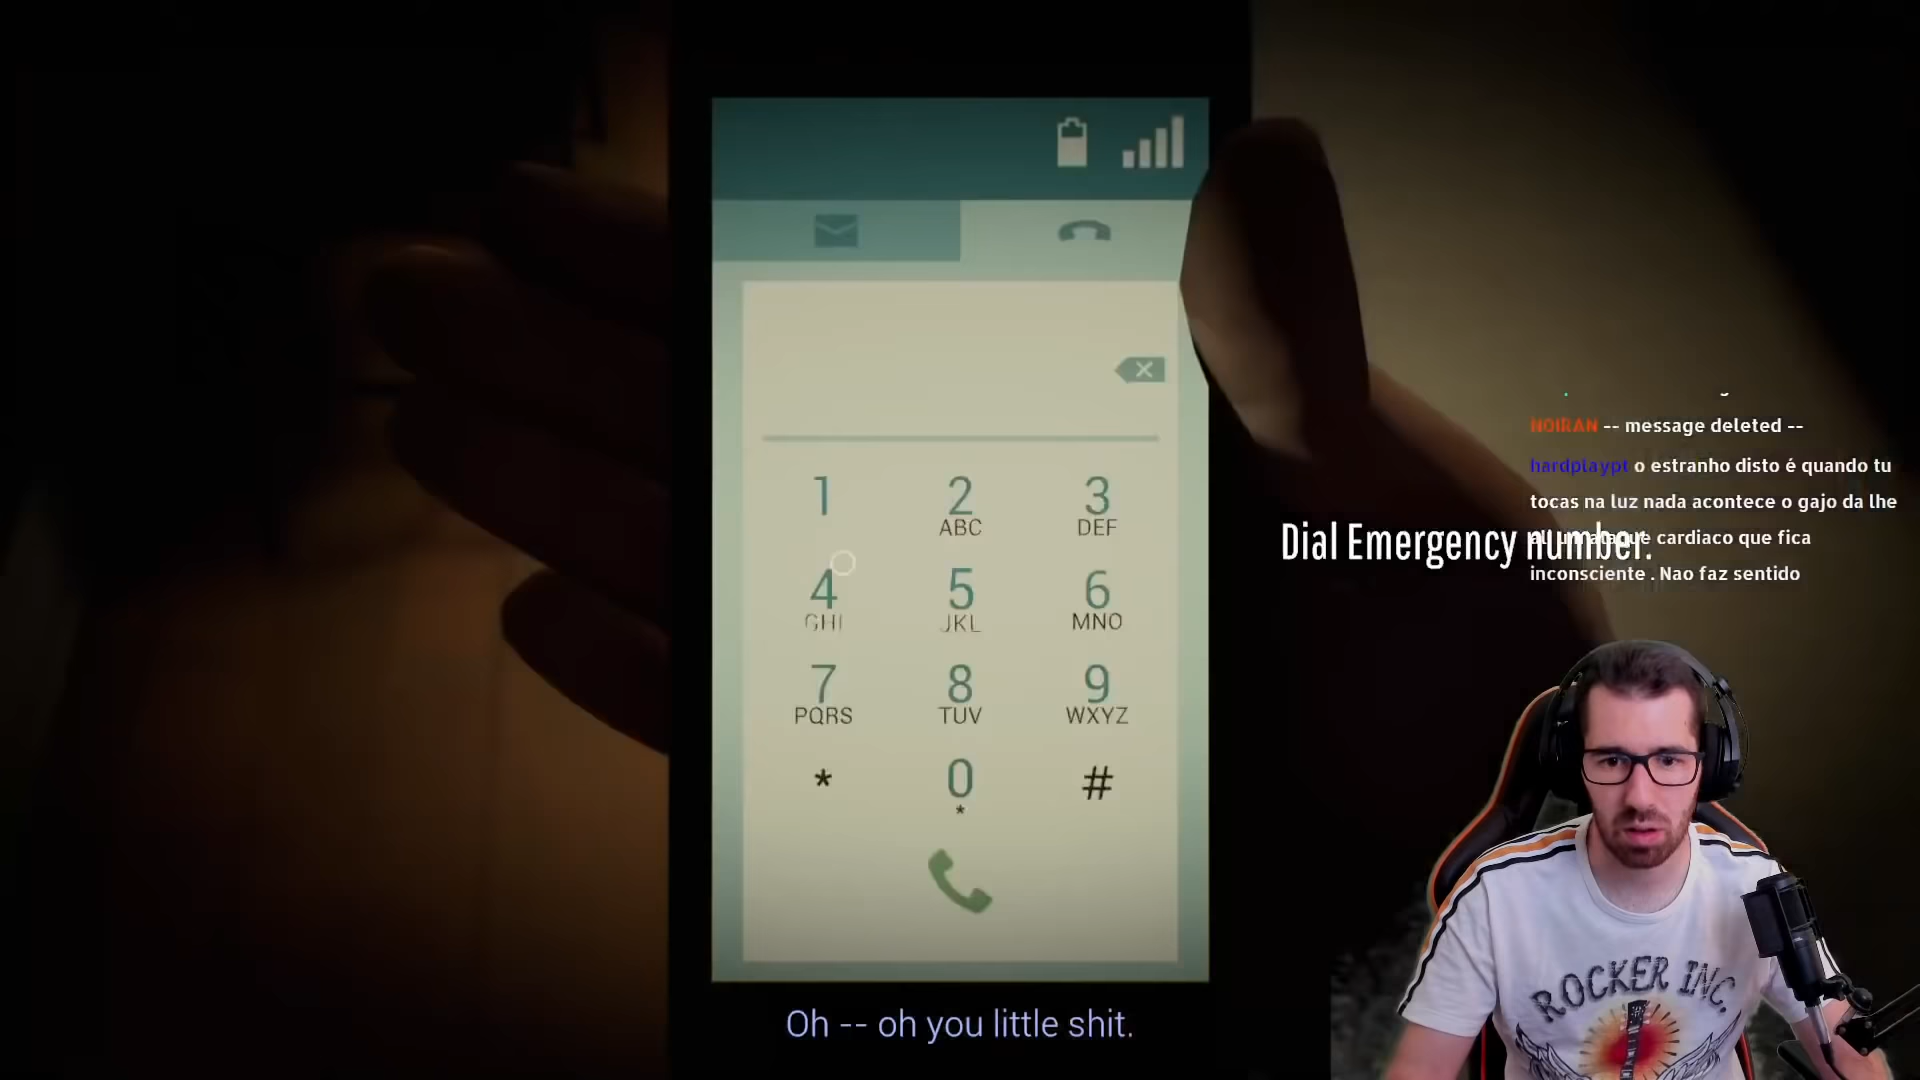 1
2
3
ABC
DEF
4
5
6
GHI
JKL
MNO
7
8
9
PQRS
TUV
WXYZ
*
0
#
*
Oh -- oh you little shit.
Dial Emergency number.
NOIRAN -- message deleted --
hardplaypt o estranho disto é quando tu
tocas na luz nada acontece o gajo da lhe
ataque cardiaco que fica
inconsciente . Nao faz sentido
ROCKER INC.